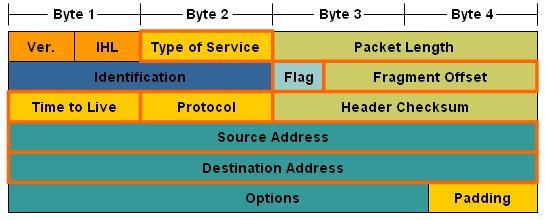 Byte 1 Byte 2 Byte 3 Byte 4
Ver. IHL Type of Service Packet Length
Identification Flag Fragment Offset
Time to Live Protocol Header Checksum
Source Address
Destination Address
Options Padding